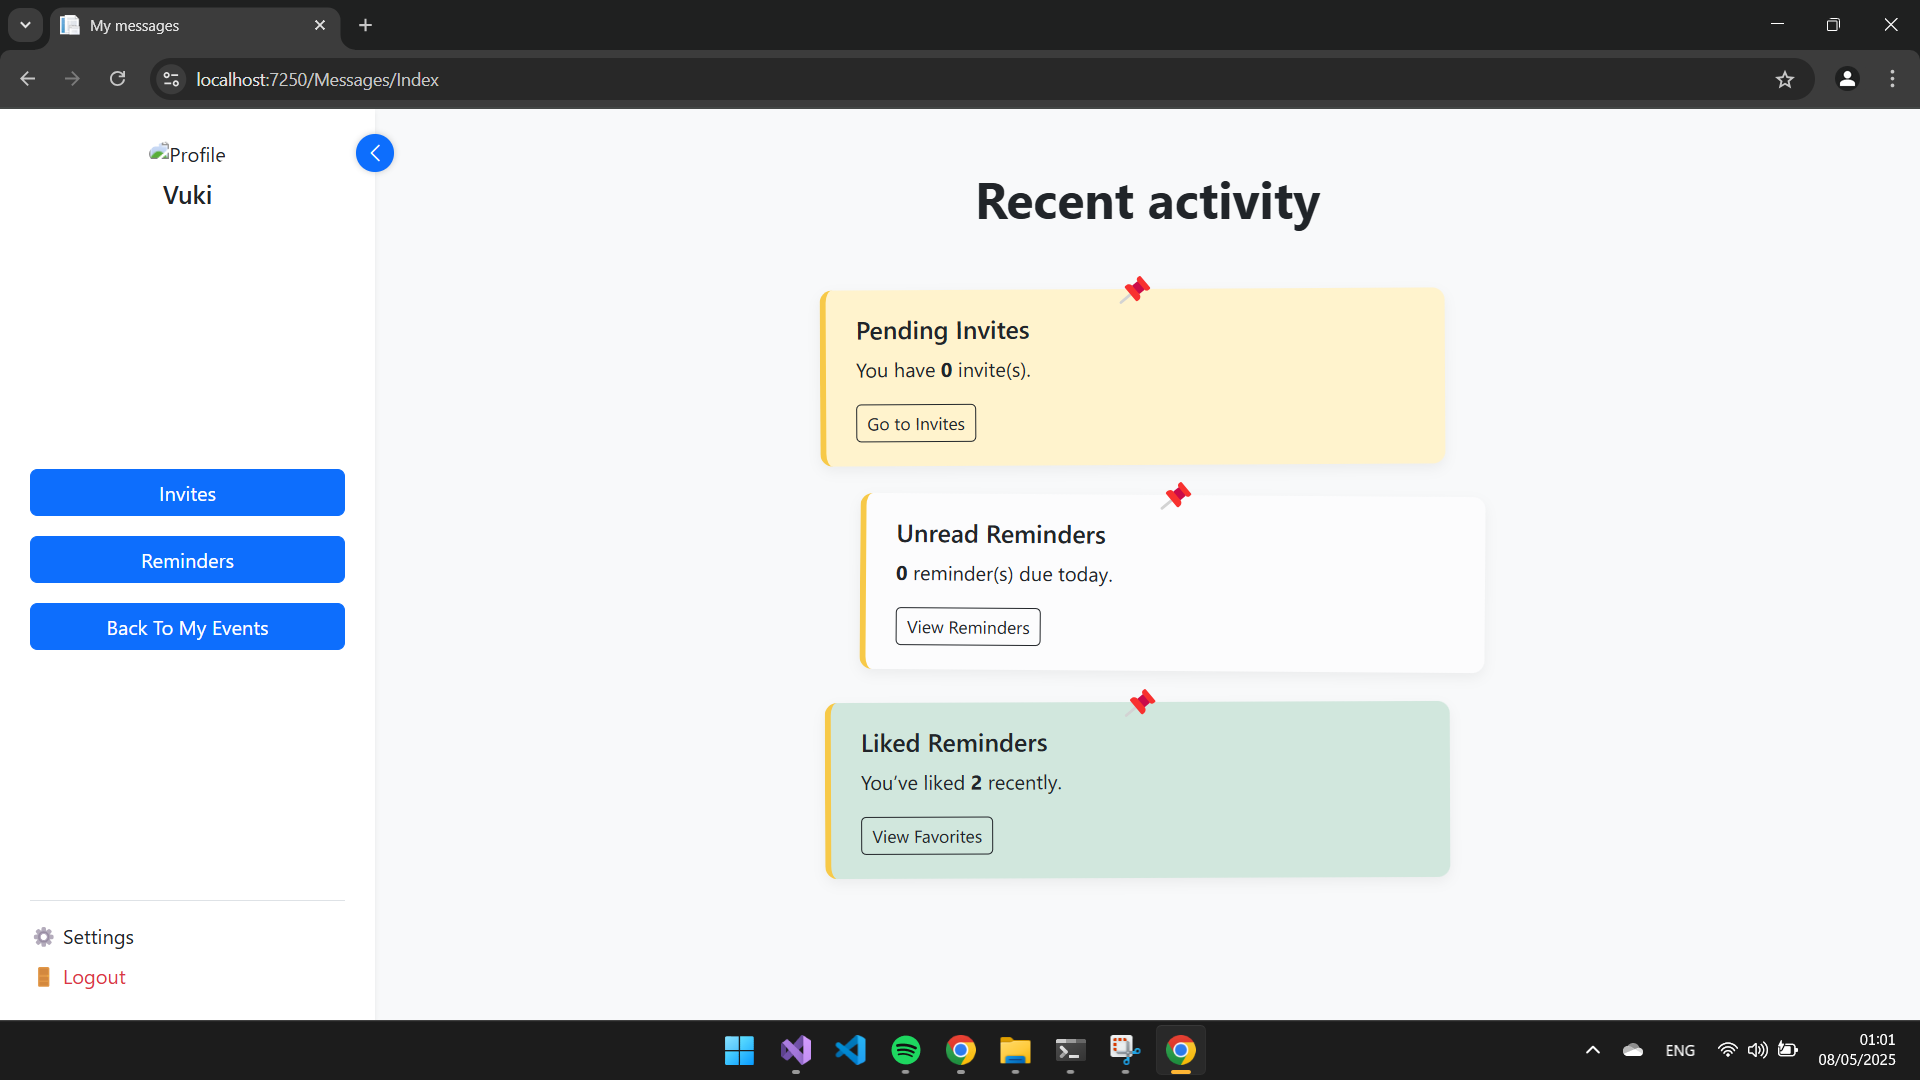 My messages
localhost:7250/Messages/Index
Profile
Vuki
Invites
Reminders
Back To My Events
Settings
Logout
Recent activity
Pending Invites
You have 0 invite(s).
Go to Invites
Unread Reminders
0 reminder(s) due today.
View Reminders
Liked Reminders
You’ve liked 2 recently.
View Favorites
ENG
01:01
08/05/2025